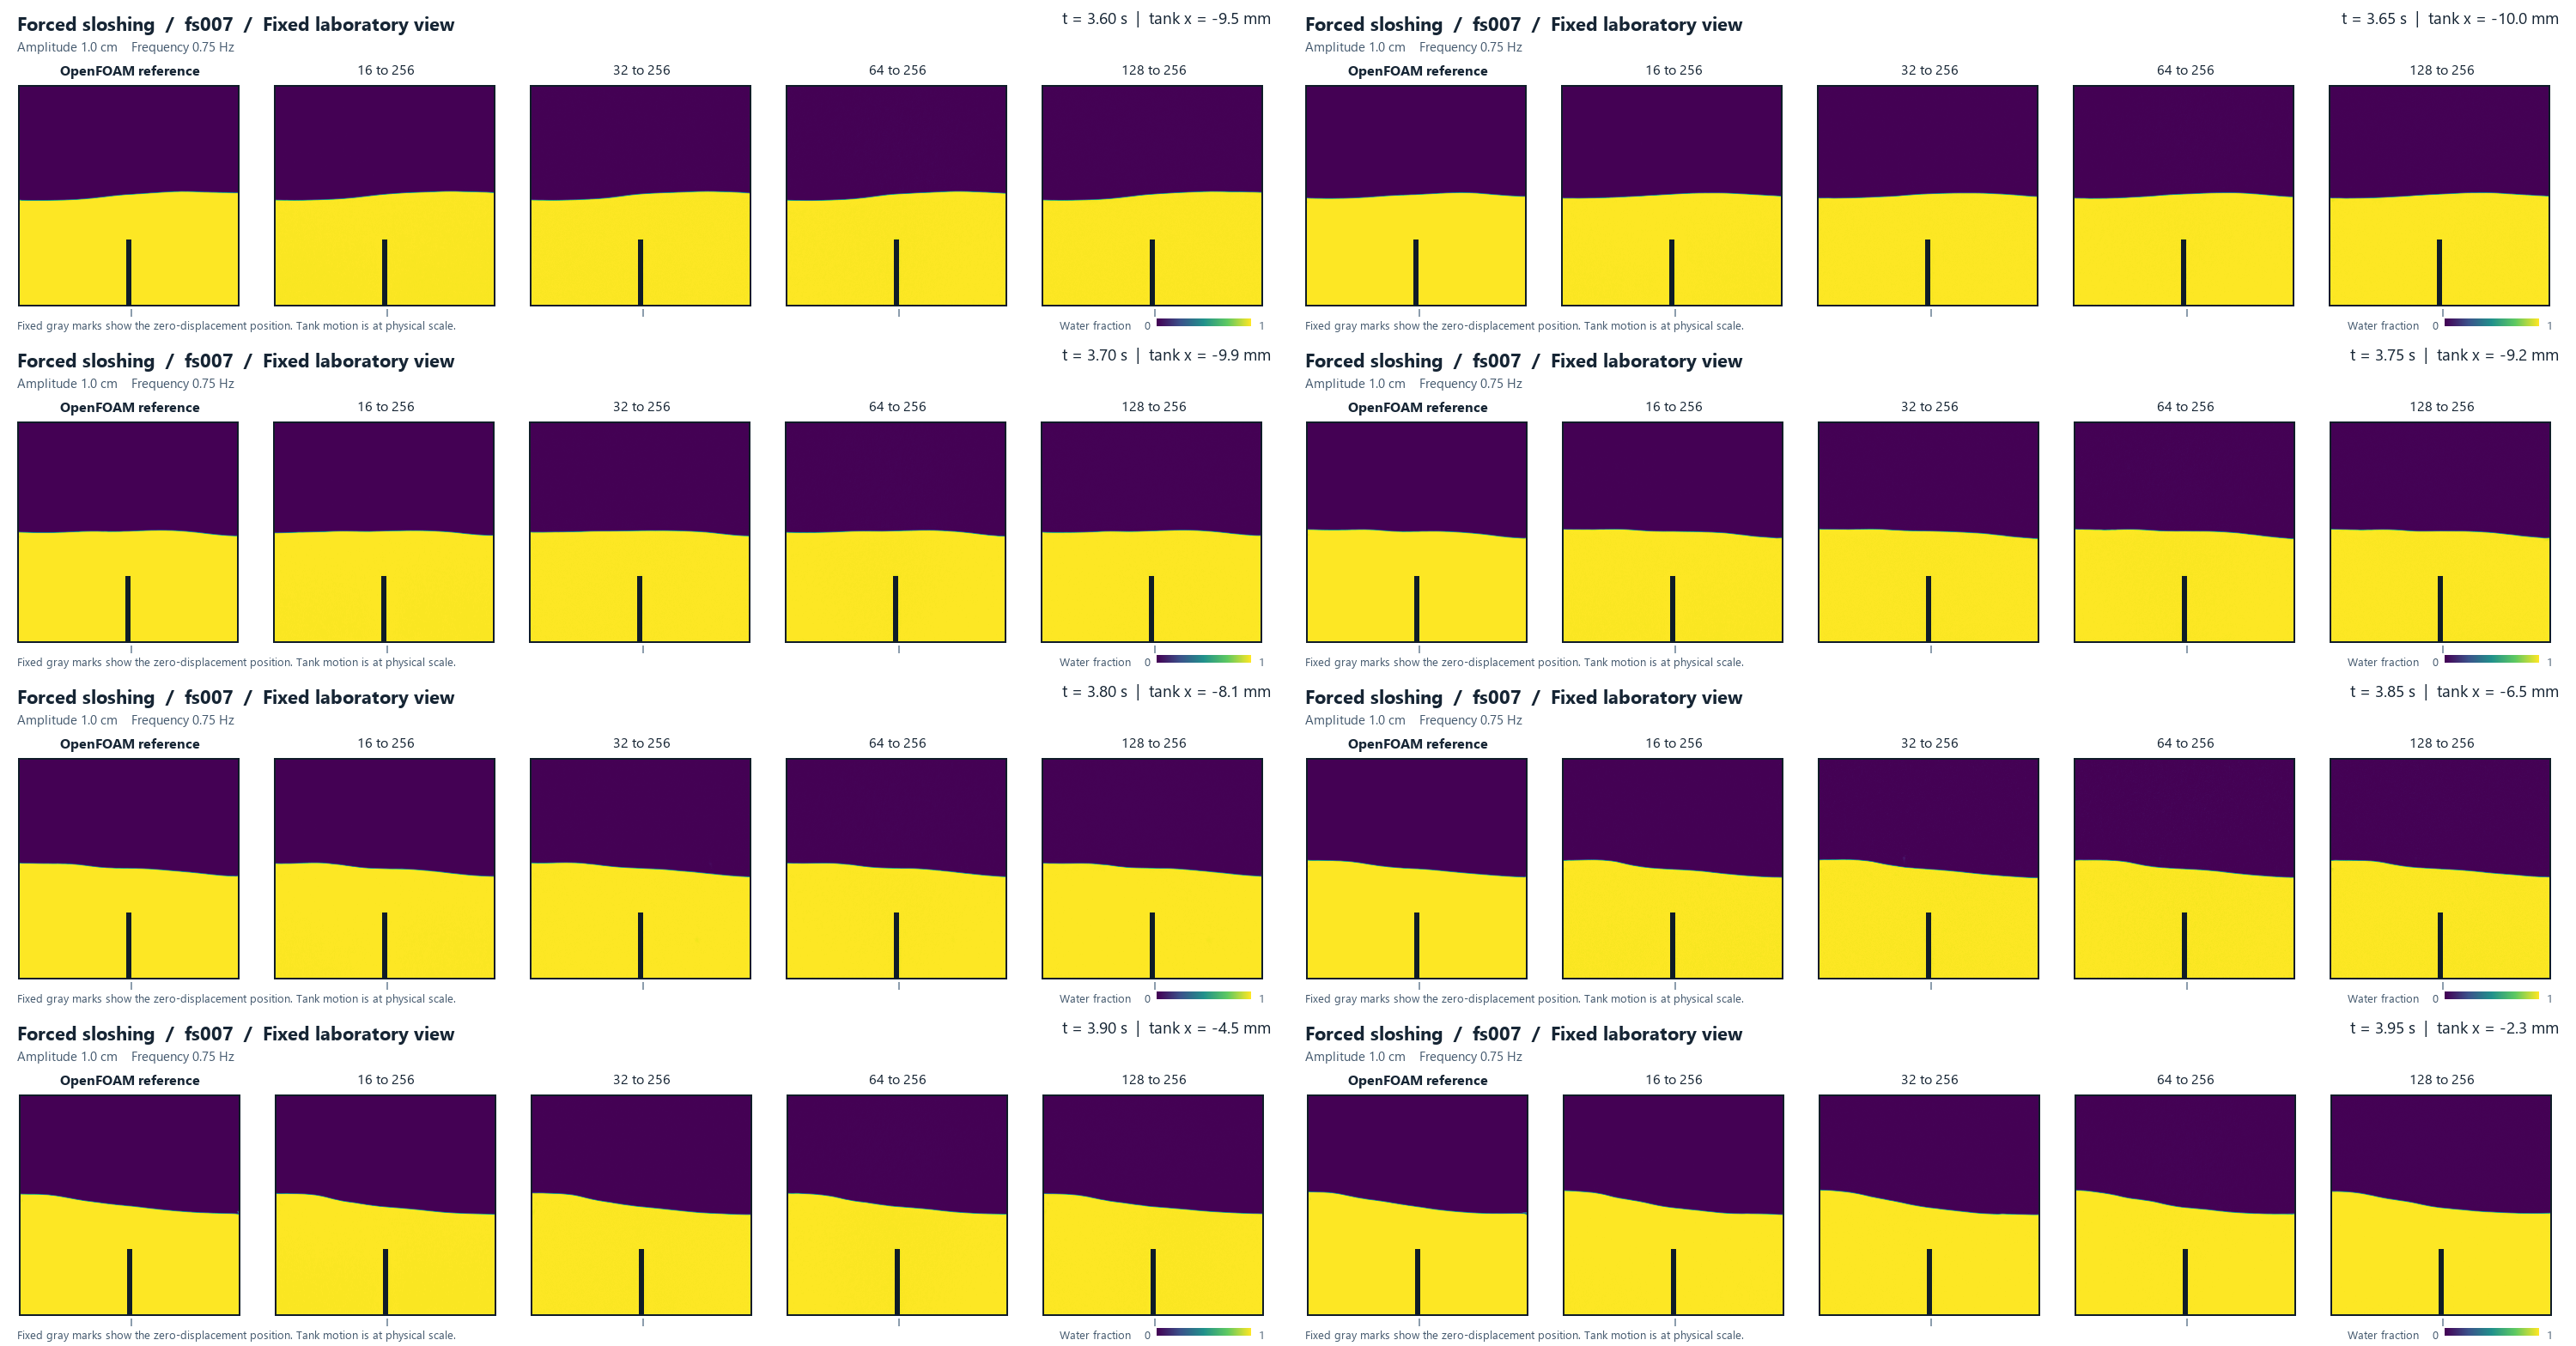 Forced sloshing / fs007 / Fixed laboratory view
t = 3.60 s | tank x = -9.5 mm
Amplitude 1.0 cm Frequency 0.75 Hz
OpenFOAM reference
16 to 256
32 to 256
64 to 256
128 to 256
Fixed gray marks show the zero-displacement position. Tank motion is at physical scale.
Water fraction 0 1
Forced sloshing / fs007 / Fixed laboratory view
t = 3.65 s | tank x = -10.0 mm
Amplitude 1.0 cm Frequency 0.75 Hz
OpenFOAM reference
16 to 256
32 to 256
64 to 256
128 to 256
Fixed gray marks show the zero-displacement position. Tank motion is at physical scale.
Water fraction 0 1
Forced sloshing / fs007 / Fixed laboratory view
t = 3.70 s | tank x = -9.9 mm
Amplitude 1.0 cm Frequency 0.75 Hz
OpenFOAM reference
16 to 256
32 to 256
64 to 256
128 to 256
Fixed gray marks show the zero-displacement position. Tank motion is at physical scale.
Water fraction 0 1
Forced sloshing / fs007 / Fixed laboratory view
t = 3.75 s | tank x = -9.2 mm
Amplitude 1.0 cm Frequency 0.75 Hz
OpenFOAM reference
16 to 256
32 to 256
64 to 256
128 to 256
Fixed gray marks show the zero-displacement position. Tank motion is at physical scale.
Water fraction 0 1
Forced sloshing / fs007 / Fixed laboratory view
t = 3.80 s | tank x = -8.1 mm
Amplitude 1.0 cm Frequency 0.75 Hz
OpenFOAM reference
16 to 256
32 to 256
64 to 256
128 to 256
Fixed gray marks show the zero-displacement position. Tank motion is at physical scale.
Water fraction 0 1
Forced sloshing / fs007 / Fixed laboratory view
t = 3.85 s | tank x = -6.5 mm
Amplitude 1.0 cm Frequency 0.75 Hz
OpenFOAM reference
16 to 256
32 to 256
64 to 256
128 to 256
Fixed gray marks show the zero-displacement position. Tank motion is at physical scale.
Water fraction 0 1
Forced sloshing / fs007 / Fixed laboratory view
t = 3.90 s | tank x = -4.5 mm
Amplitude 1.0 cm Frequency 0.75 Hz
OpenFOAM reference
16 to 256
32 to 256
64 to 256
128 to 256
Fixed gray marks show the zero-displacement position. Tank motion is at physical scale.
Water fraction 0 1
Forced sloshing / fs007 / Fixed laboratory view
t = 3.95 s | tank x = -2.3 mm
Amplitude 1.0 cm Frequency 0.75 Hz
OpenFOAM reference
16 to 256
32 to 256
64 to 256
128 to 256
Fixed gray marks show the zero-displacement position. Tank motion is at physical scale.
Water fraction 0 1